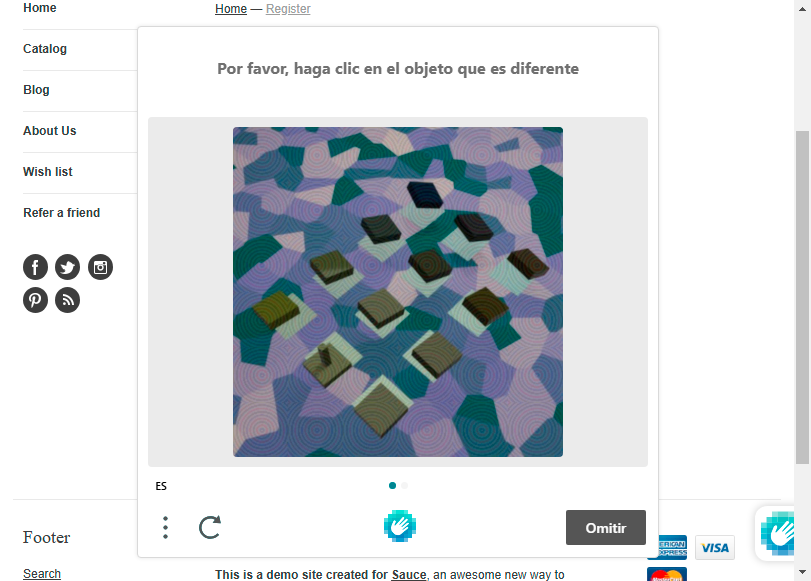 Home
Home — Register
Catalog
Blog
About Us
Wish list
Refer a friend
Por favor, haga clic en el objeto que es diferente
ES
Omitir
Footer
Search
This is a demo site created for Sauce, an awesome new way to
AMERICAN EXPRESS
VISA
MasterCard